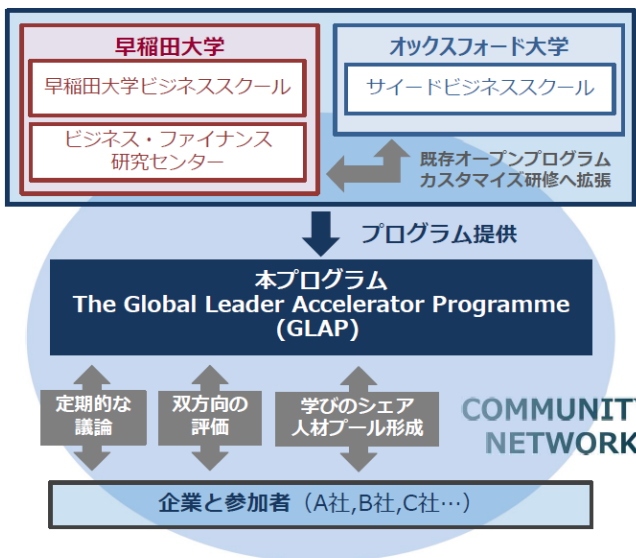 早稲田大学
早稲田大学ビジネススクール
ビジネス・ファイナンス
研究センター
オックスフォード大学
サイードビジネススクール
既存オープンプログラム
カスタマイズ研修へ拡張
プログラム提供
本プログラム
The Global Leader Accelerator Programme
(GLAP)
定期的な
議論
双方向の
評価
学びのシェア
人材プール形成
COMMUNITY
NETWORK
企業と参加者（A社,B社,C社…）